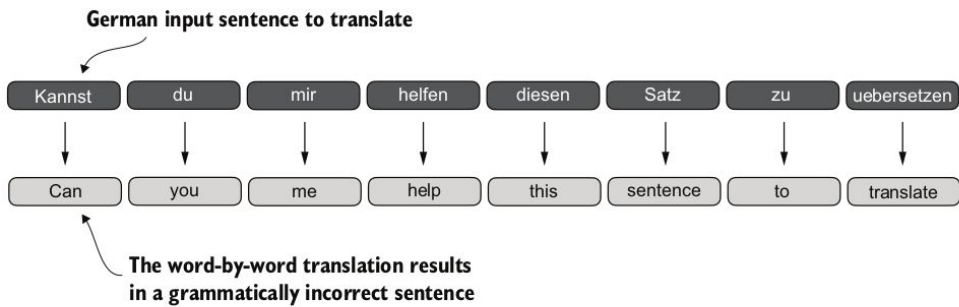 German input sentence to translate
Kannst du mir helfen diesen Satz zu uebersetzen
Can you me help this sentence to translate
The word-by-word translation results
in a grammatically incorrect sentence